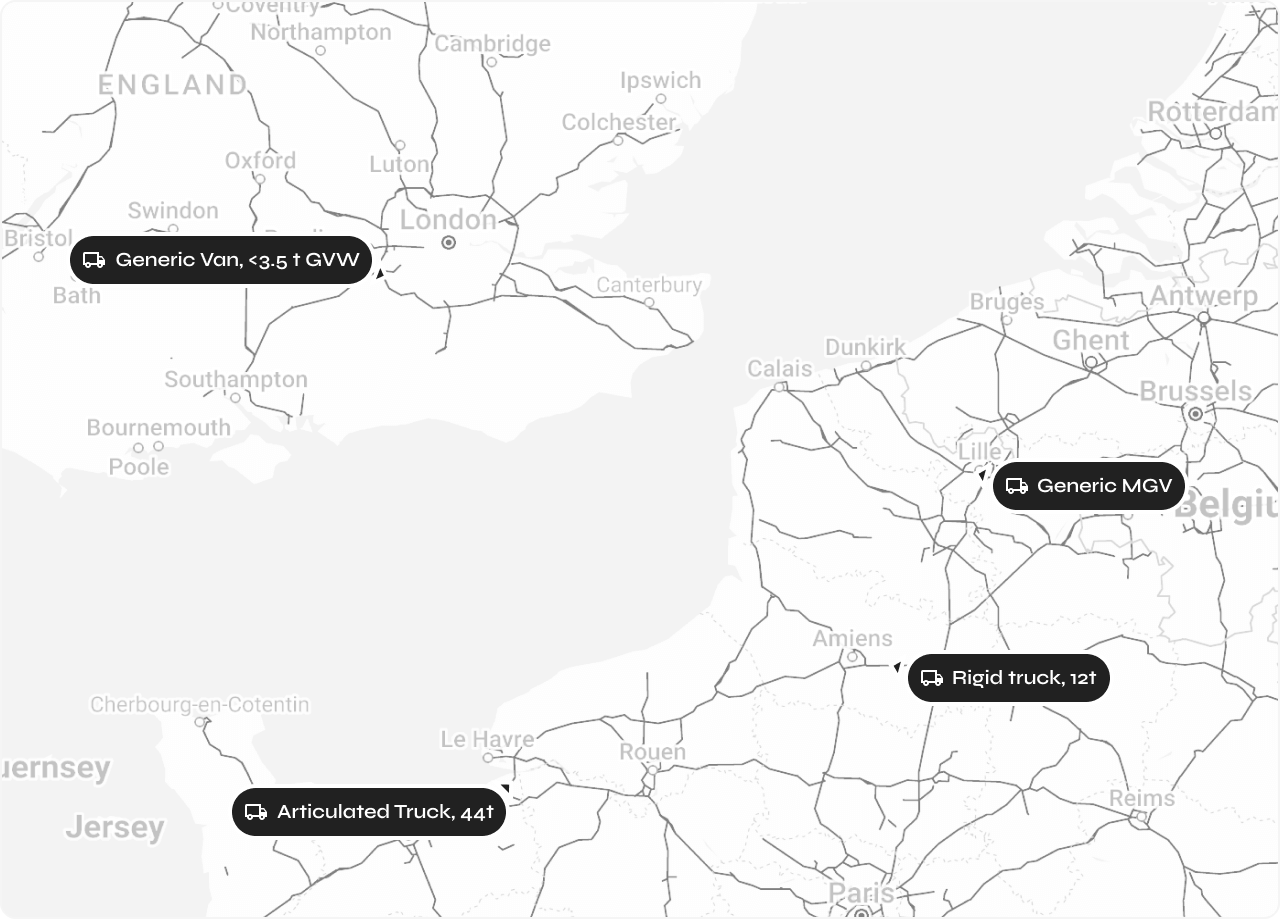 Coventry
Northampton
Cambridge
ENGLAND
Ipswich
Rotterdam
Colchester
Oxford
Luton
Swindon
London
Bristol
Generic Van, <3.5 t GVW
Bath
Canterbury
Bruges
Antwerp
Ghent
Dunkirk
Calais
Southampton
Brussels
Bournemouth
Lille
Poole
Generic MGV
Belgiu
Amiens
Rigid truck, 12t
Cherbourg-en-Cotentin
Le Havre
Rouen
uernsey
Reims
Articulated Truck, 44t
Jersey
Paris